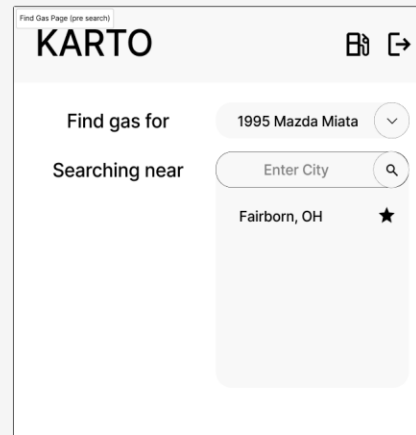 Find Gas Page (pre search)
KARTO
Find gas for
1995 Mazda Miata
Searching near
Enter City
Fairborn, OH